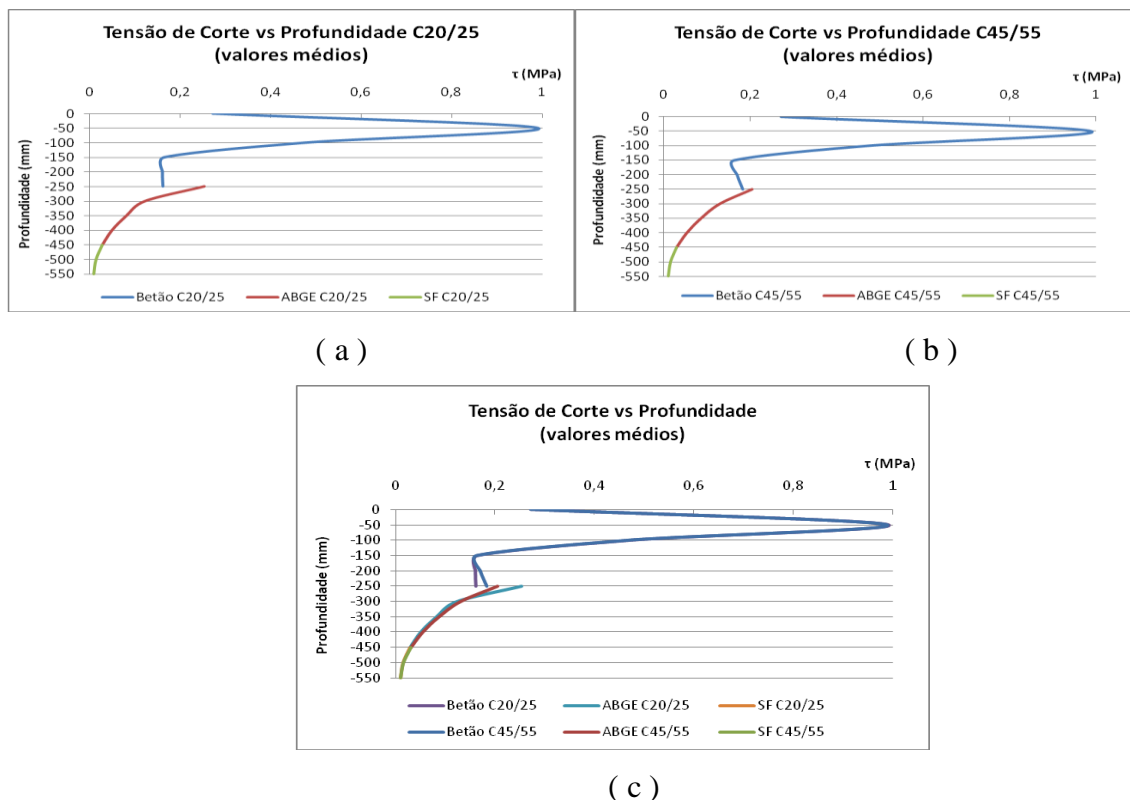 Tensão de Corte vs Profundidade C20/25
(valores médios)
τ (MPa)
0 0,2 0,4 0,6 0,8 1
Profundidade (mm)
0
-50
-100
-150
-200
-250
-300
-350
-400
-450
-500
-550
Betão C20/25 ABGE C20/25 SF C20/25
( a )
Tensão de Corte vs Profundidade C45/55
(valores médios)
τ (MPa)
0 0,2 0,4 0,6 0,8 1
Profundidade (mm)
0
-50
-100
-150
-200
-250
-300
-350
-400
-450
-500
-550
Betão C45/55 ABGE C45/55 SF C45/55
( b )
Tensão de Corte vs Profundidade
(valores médios)
τ (MPa)
0 0,2 0,4 0,6 0,8 1
Profundidade (mm)
0
-50
-100
-150
-200
-250
-300
-350
-400
-450
-500
-550
Betão C20/25 ABGE C20/25 SF C20/25
Betão C45/55 ABGE C45/55 SF C45/55
( c )